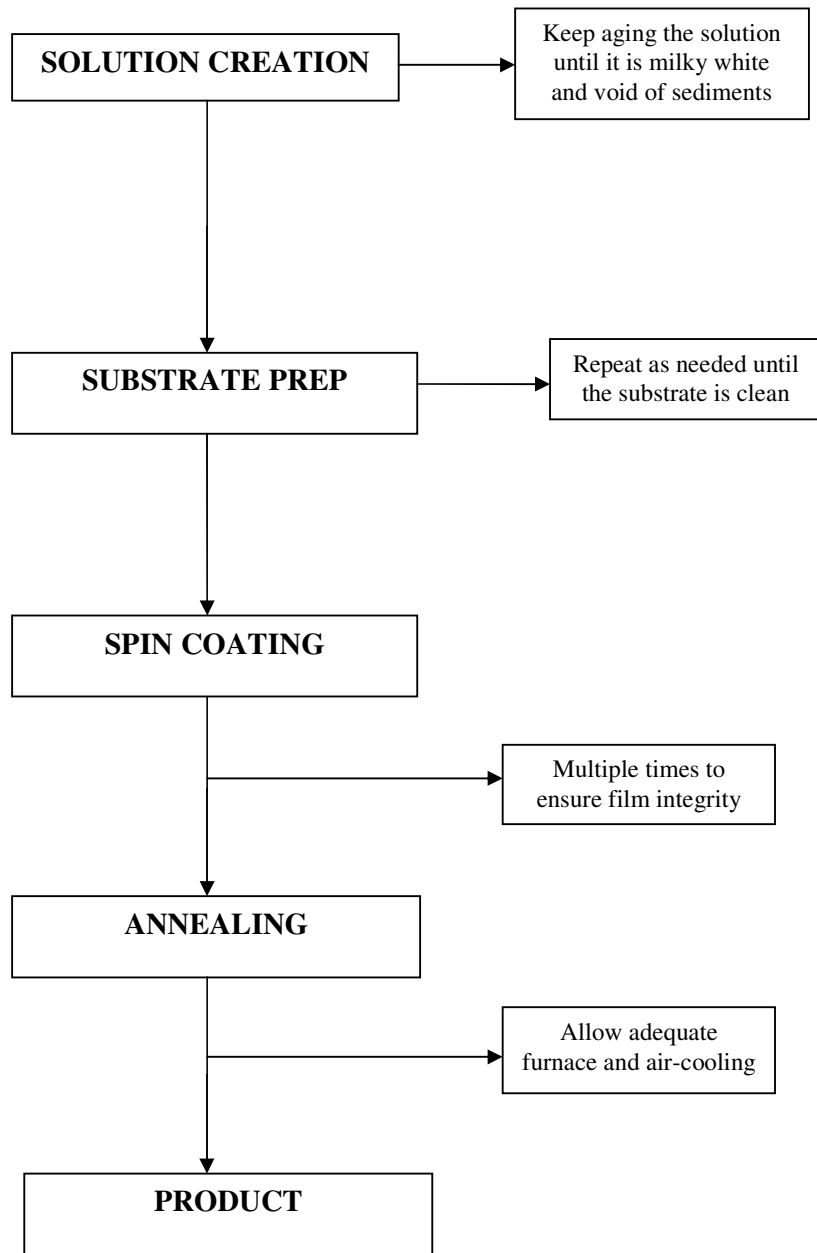 SOLUTION CREATION
Keep aging the solution
until it is milky white
and void of sediments
SUBSTRATE PREP
Repeat as needed until
the substrate is clean
SPIN COATING
Multiple times to
ensure film integrity
ANNEALING
Allow adequate
furnace and air-cooling
PRODUCT